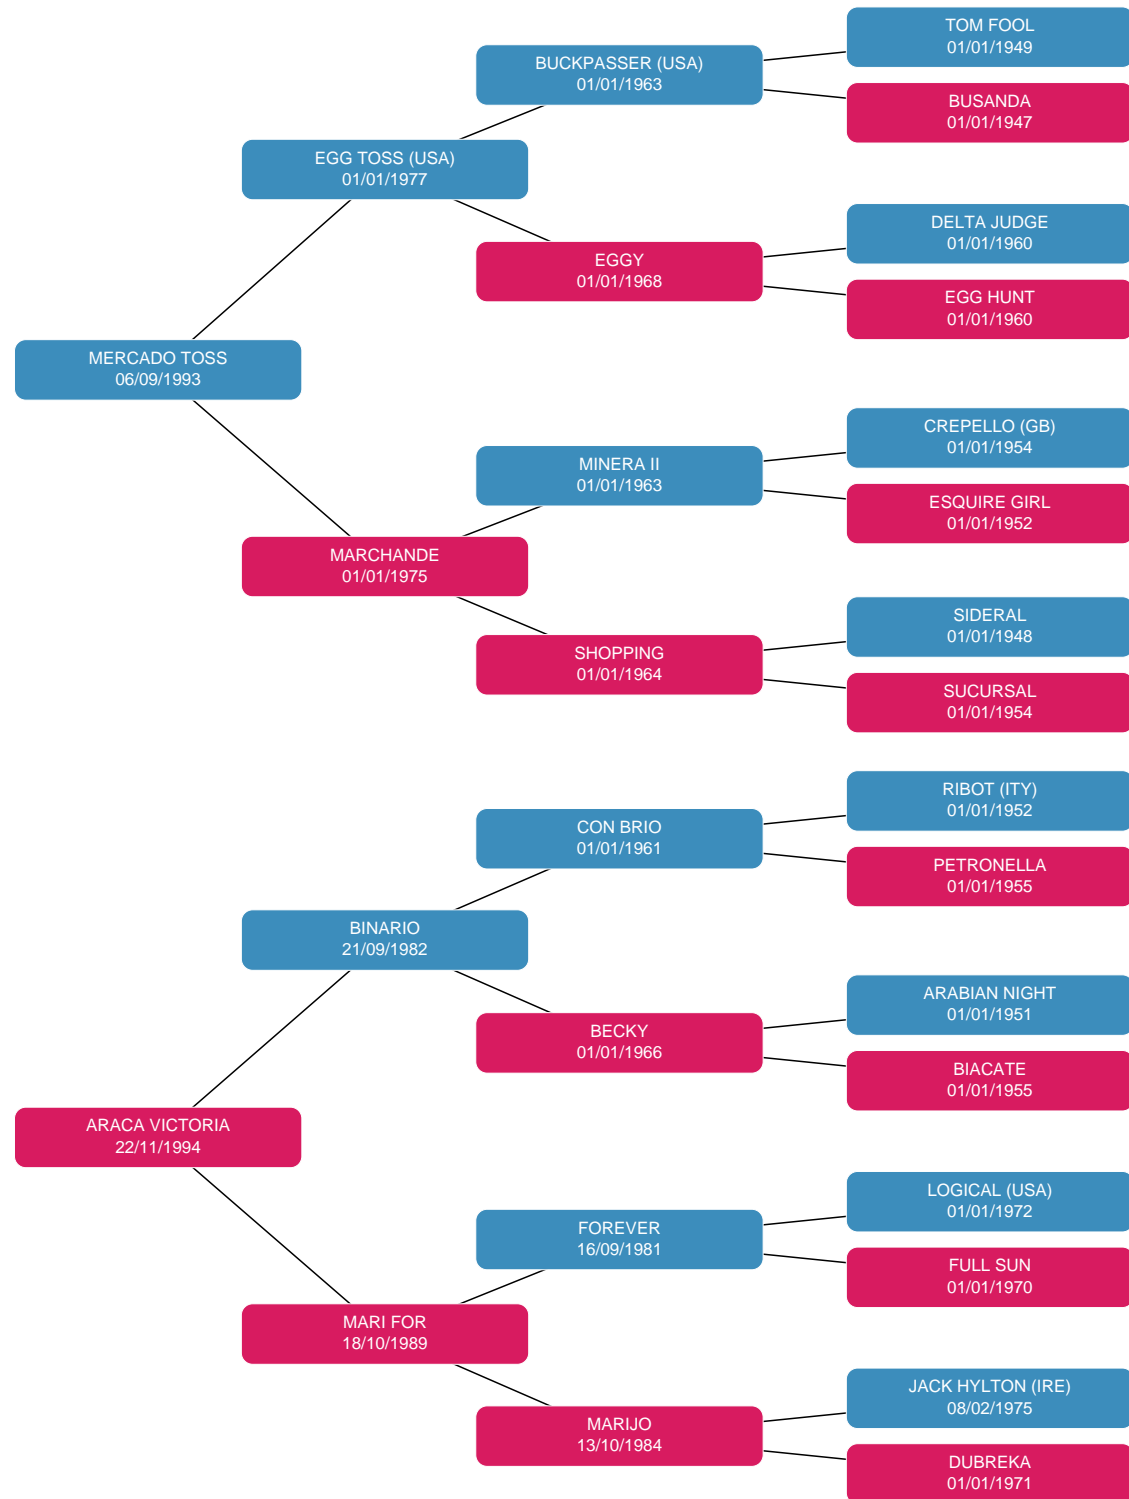 TOM FOOL
01/01/1949
BUCKPASSER (USA)
01/01/1963
BUSANDA
01/01/1947
EGG TOSS (USA)
01/01/1977
DELTA JUDGE
01/01/1960
EGGY
01/01/1968
EGG HUNT
01/01/1960
MERCADO TOSS
06/09/1993
CREPELLO (GB)
01/01/1954
MINERA II
01/01/1963
ESQUIRE GIRL
01/01/1952
MARCHANDE
01/01/1975
SIDERAL
01/01/1948
SHOPPING
01/01/1964
SUCURSAL
01/01/1954
RIBOT (ITY)
01/01/1952
CON BRIO
01/01/1961
PETRONELLA
01/01/1955
BINARIO
21/09/1982
ARABIAN NIGHT
01/01/1951
BECKY
01/01/1966
BIACATE
01/01/1955
ARACA VICTORIA
22/11/1994
LOGICAL (USA)
01/01/1972
FOREVER
16/09/1981
FULL SUN
01/01/1970
MARI FOR
18/10/1989
JACK HYLTON (IRE)
08/02/1975
MARIJO
13/10/1984
DUBREKA
01/01/1971